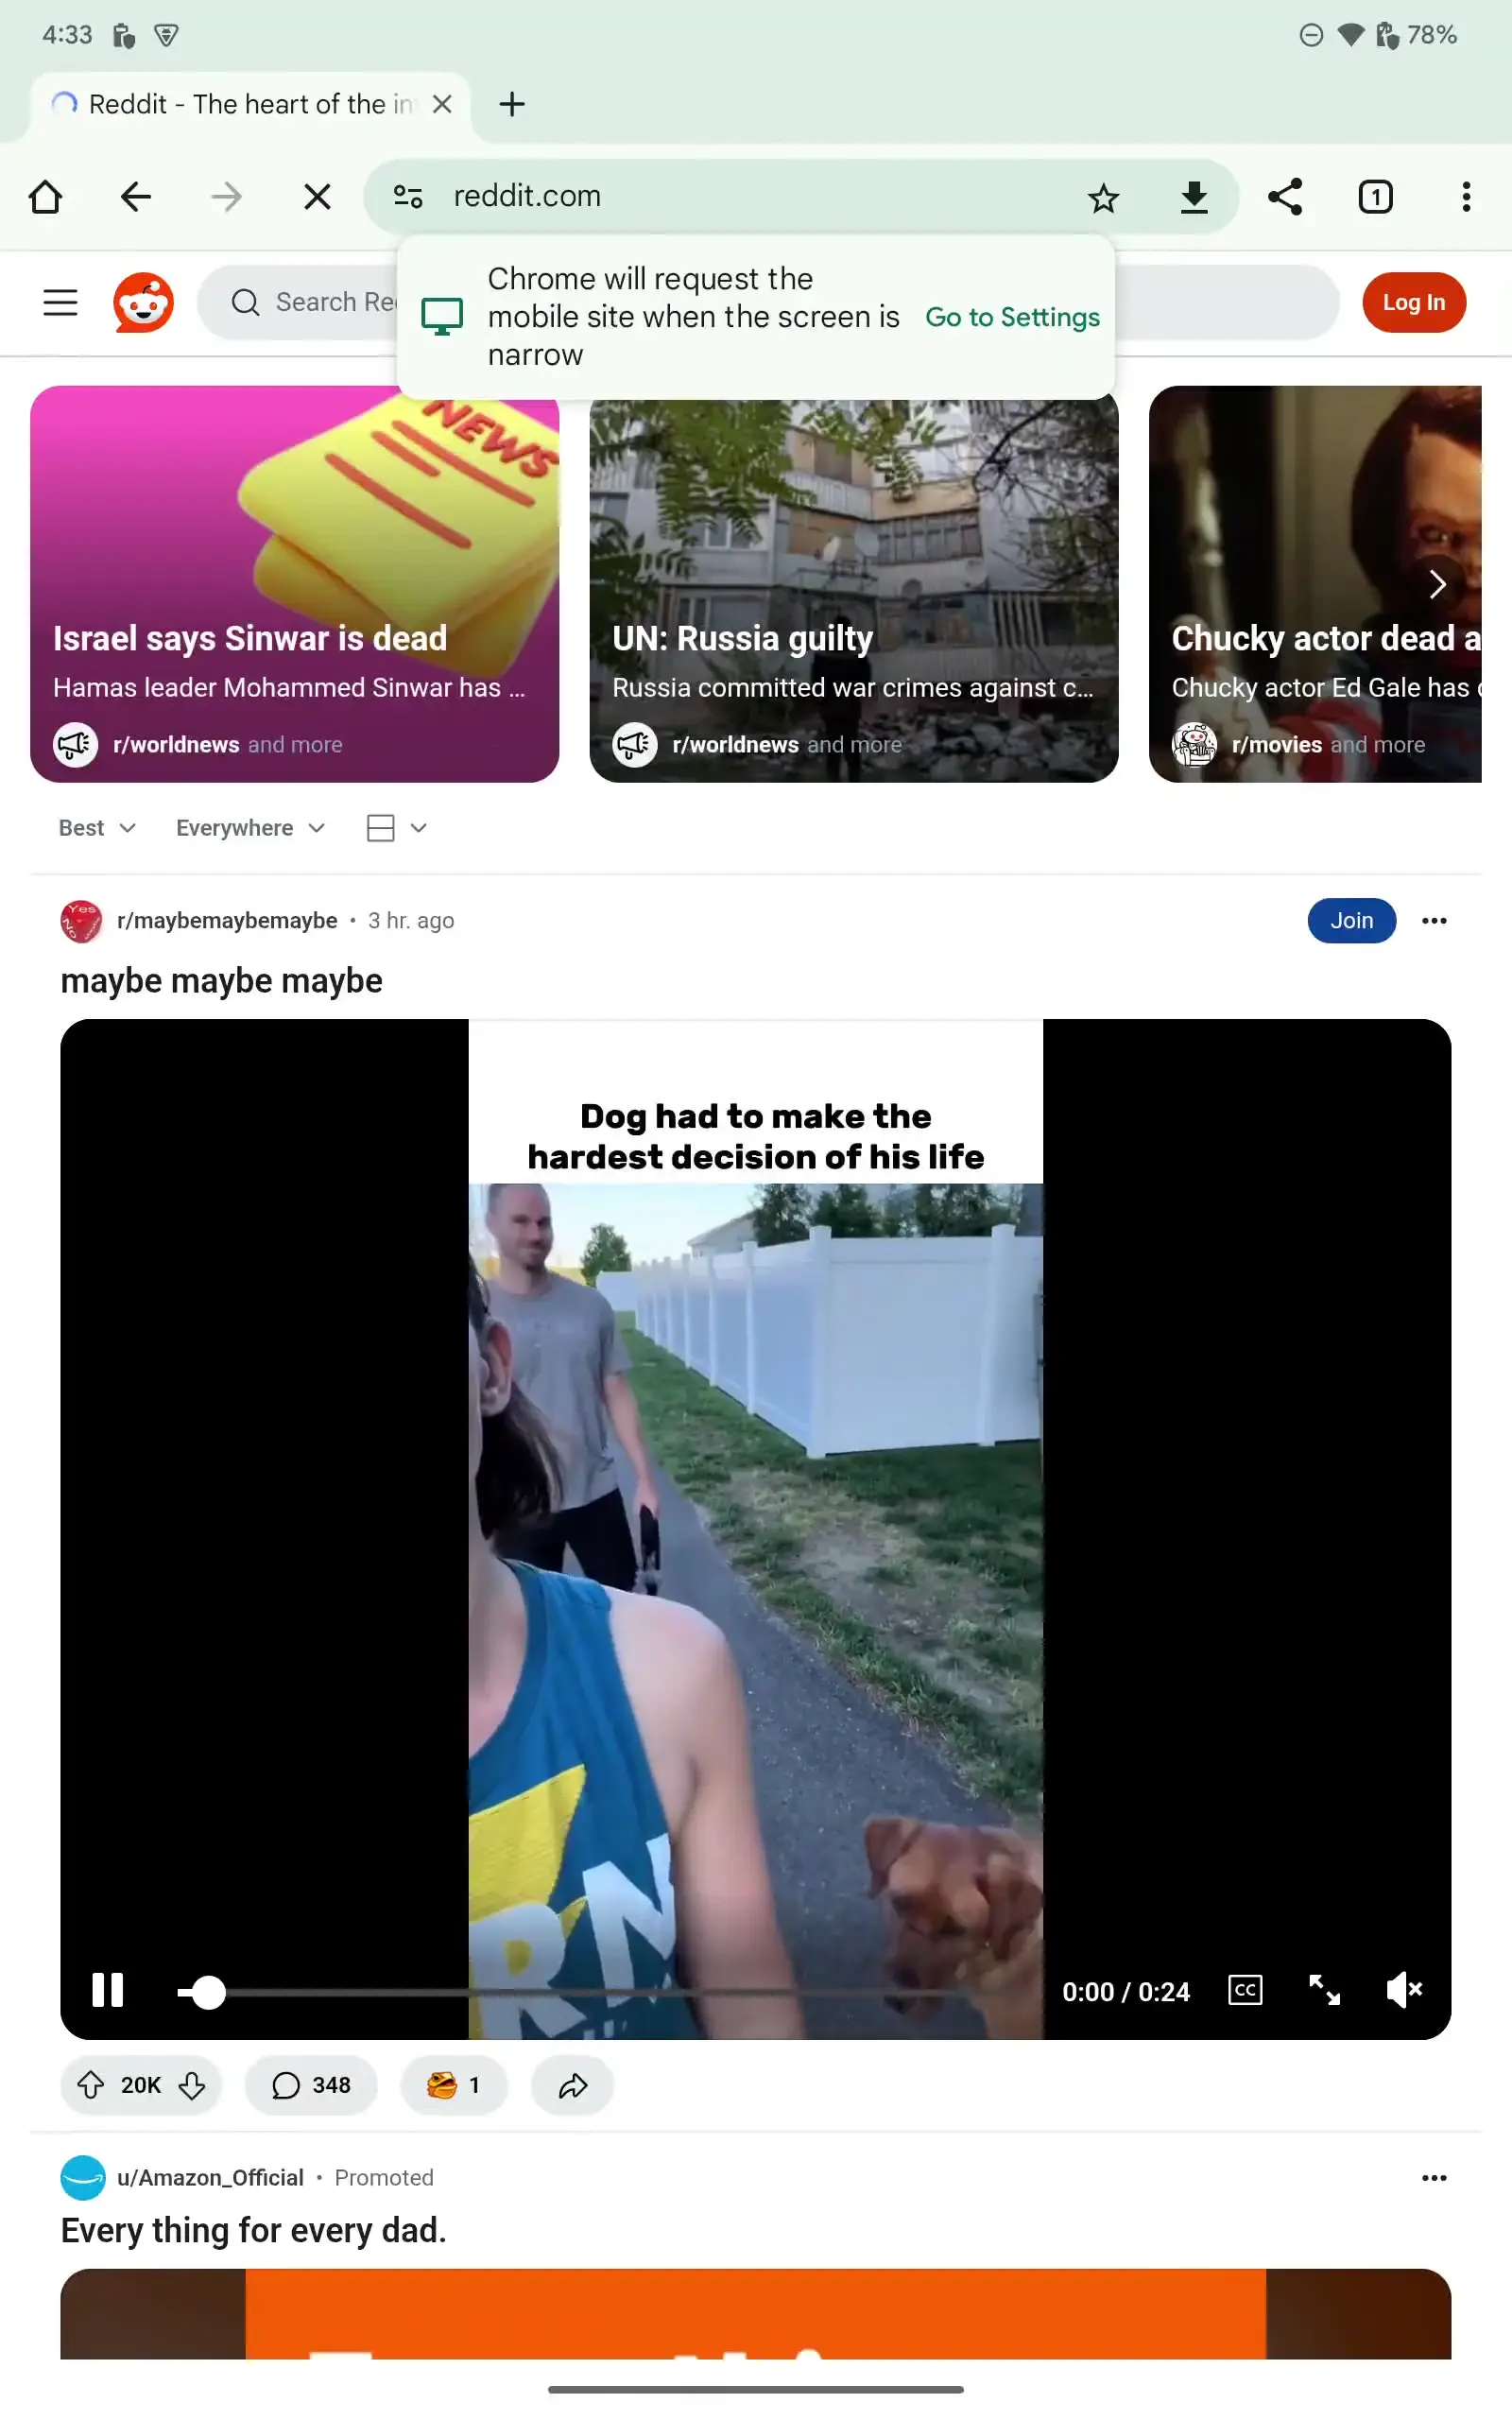 4:33
78%
Reddit - The heart of the in
reddit.com
1
Chrome will request the
mobile site when the screen is
narrow
Go to Settings
Search Re
Log In
NEWS
Israel says Sinwar is dead
Hamas leader Mohammed Sinwar has ...
r/worldnews and more
UN: Russia guilty
Russia committed war crimes against c...
r/worldnews and more
Chucky actor dead a
Chucky actor Ed Gale has
r/movies and more
Best
Everywhere
Yes
NO
r/maybemaybemaybe • 3 hr. ago
Join
maybe maybe maybe
Dog had to make the
hardest decision of his life
RN
0:00 / 0:24
CC
20K
348
1
u/Amazon_Official • Promoted
Every thing for every dad.